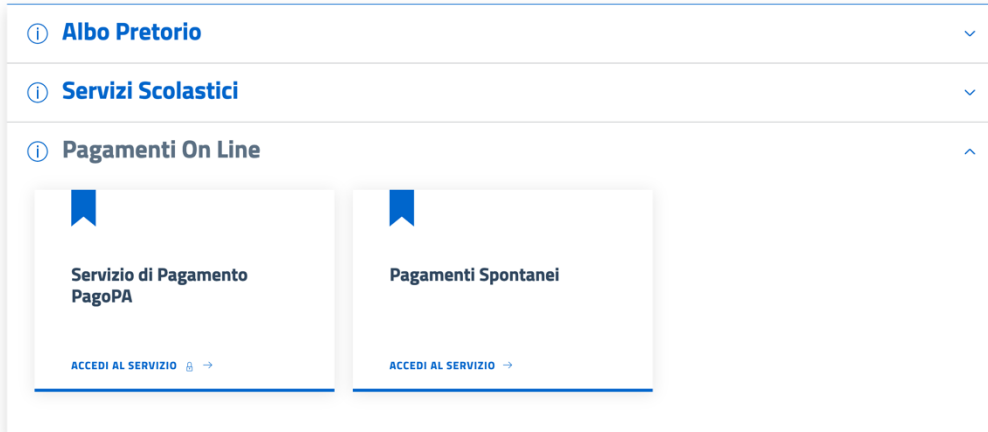 Albo Pretorio
Servizi Scolastici
Pagamenti On Line
Servizio di Pagamento
PagoPA
ACCEDI AL SERVIZIO
Pagamenti Spontanei
ACCEDI AL SERVIZIO